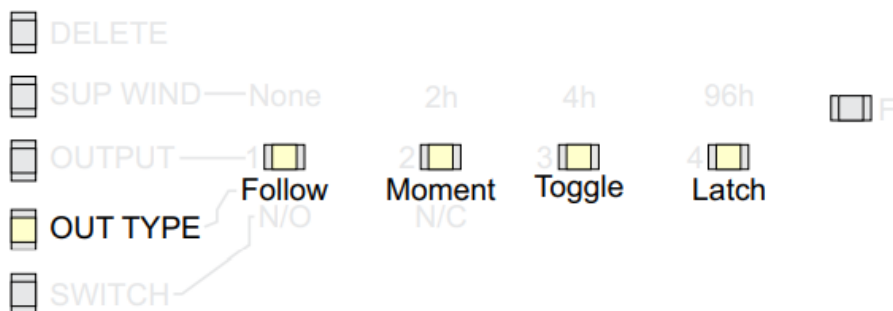 DELETE
SUP WIND None 2h 4h 96h
F
OUTPUT 1 2 3 4
Follow Moment Toggle Latch
OUT TYPE N/O N/C
SWITCH